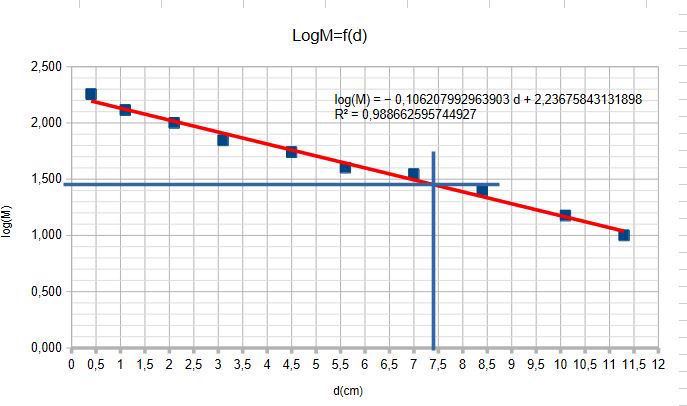 LogM=f(d)
log(M) = − 0,106207992963903 d + 2,23675843131898
R² = 0,988662595744927
2,500
2,000
1,500
1,000
0,500
0,000
log(M)
0 0,5 1 1,5 2 2,5 3 3,5 4 4,5 5 5,5 6 6,5 7 7,5 8 8,5 9 9,5 10 10,5 11 11,5 12
d(cm)